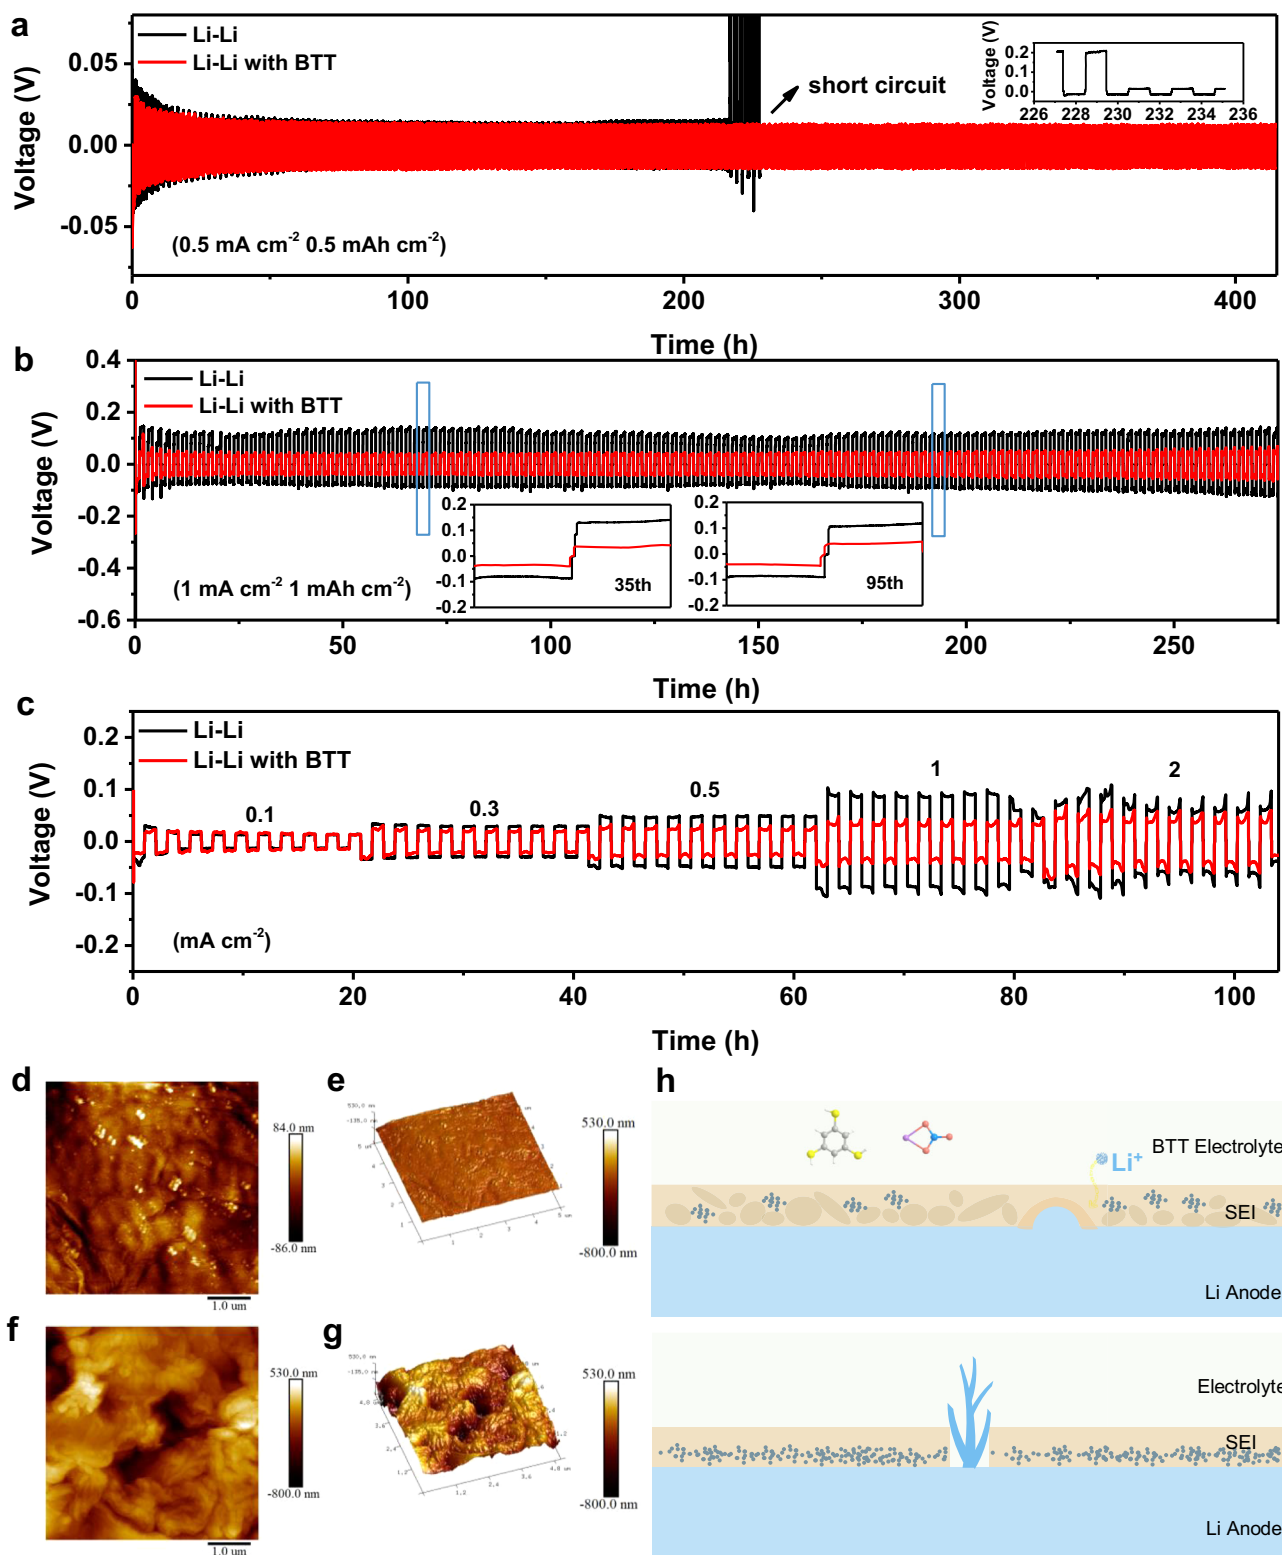 a
Li-Li
Li-Li with BTT
short circuit
Voltage (V)
0.05
0.00
-0.05
(0.5 mA cm-2 0.5 mAh cm-2)
0 100 200 300 400
Time (h)
Voltage (V)
0.2
0.1
0.0
226 228 230 232 234 236
b
Li-Li
Li-Li with BTT
Voltage (V)
0.4
0.2
0.0
-0.2
-0.4
-0.6
(1 mA cm-2 1 mAh cm-2)
0.2
0.1
0.0
-0.1
-0.2
35th
0.2
0.1
0.0
-0.1
-0.2
95th
0 50 100 150 200 250
Time (h)
c
Li-Li
Li-Li with BTT
Voltage (V)
0.2
0.1
0.0
-0.1
-0.2
0.1 0.3 0.5 1 2
(mA cm-2)
0 20 40 60 80 100
Time (h)
d
84.0 nm
-86.0 nm
1.0 um
e
530.0 nm
-800.0 nm
f
530.0 nm
-800.0 nm
1.0 um
g
530.0 nm
-800.0 nm
h
BTT Electrolyte
Li+
SEI
Li Anode
Electrolyte
SEI
Li Anode